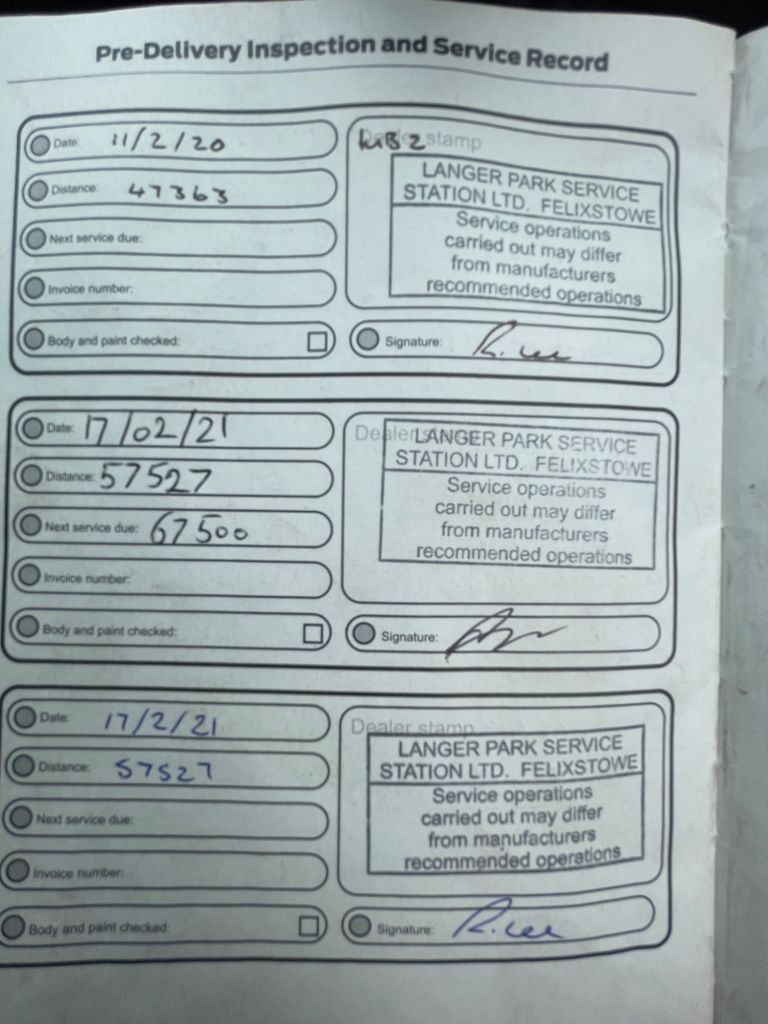 Pre-Delivery Inspection and Service Record
Date: 11/2/20
Distance: 47363
Next service due:
Invoice number:
Body and paint checked:
Dealer stamp
LANGER PARK SERVICE
STATION LTD. FELIXSTOWE
Service operations
carried out may differ
from manufacturers
recommended operations
Signature: R. Lee
Date: 17/02/21
Distance: 57527
Next service due: 67500
Invoice number:
Body and paint checked:
Dealer
LANGER PARK SERVICE
STATION LTD. FELIXSTOWE
Service operations
carried out may differ
from manufacturers
recommended operations
Signature:
Date: 17/2/21
Distance: 57527
Next service due:
Invoice number:
Body and paint checked:
Dealer stamp
LANGER PARK SERVICE
STATION LTD. FELIXSTOWE
Service operations
carried out may differ
from manufacturers
recommended operations
Signature: R. Lee